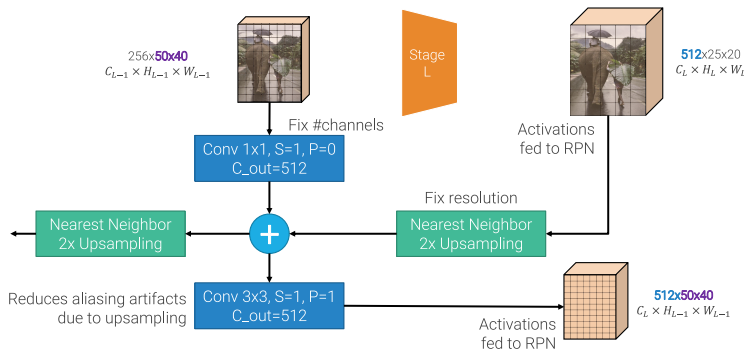 256x50x40
C_{L−1} × H_{L−1} × W_{L−1}
Stage
L
512x25x20
C_L × H_L × W_L
Fix #channels
Activations
fed to RPN
Conv 1x1, S=1, P=0
C_out=512
Fix resolution
Nearest Neighbor
2x Upsampling
+
Nearest Neighbor
2x Upsampling
Reduces aliasing artifacts
due to upsampling
Conv 3x3, S=1, P=1
C_out=512
Activations
fed to RPN
512x50x40
C_L × H_{L−1} × W_{L−1}